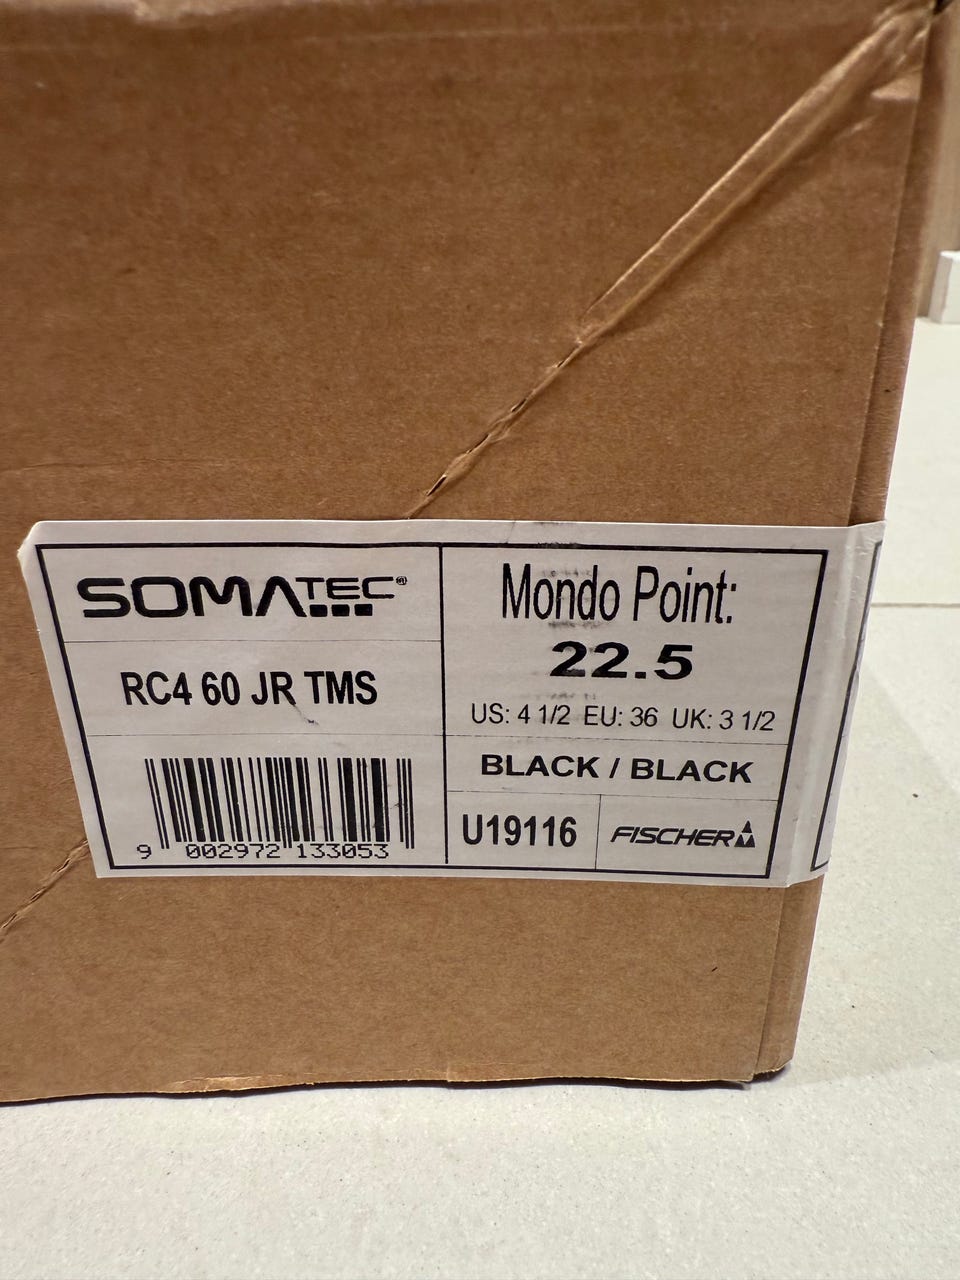 SOMATEC®
RC4 60 JR TMS
9 002972 133053
Mondo Point:
22.5
US: 4 1/2 EU: 36 UK: 3 1/2
BLACK / BLACK
U19116
FISCHER